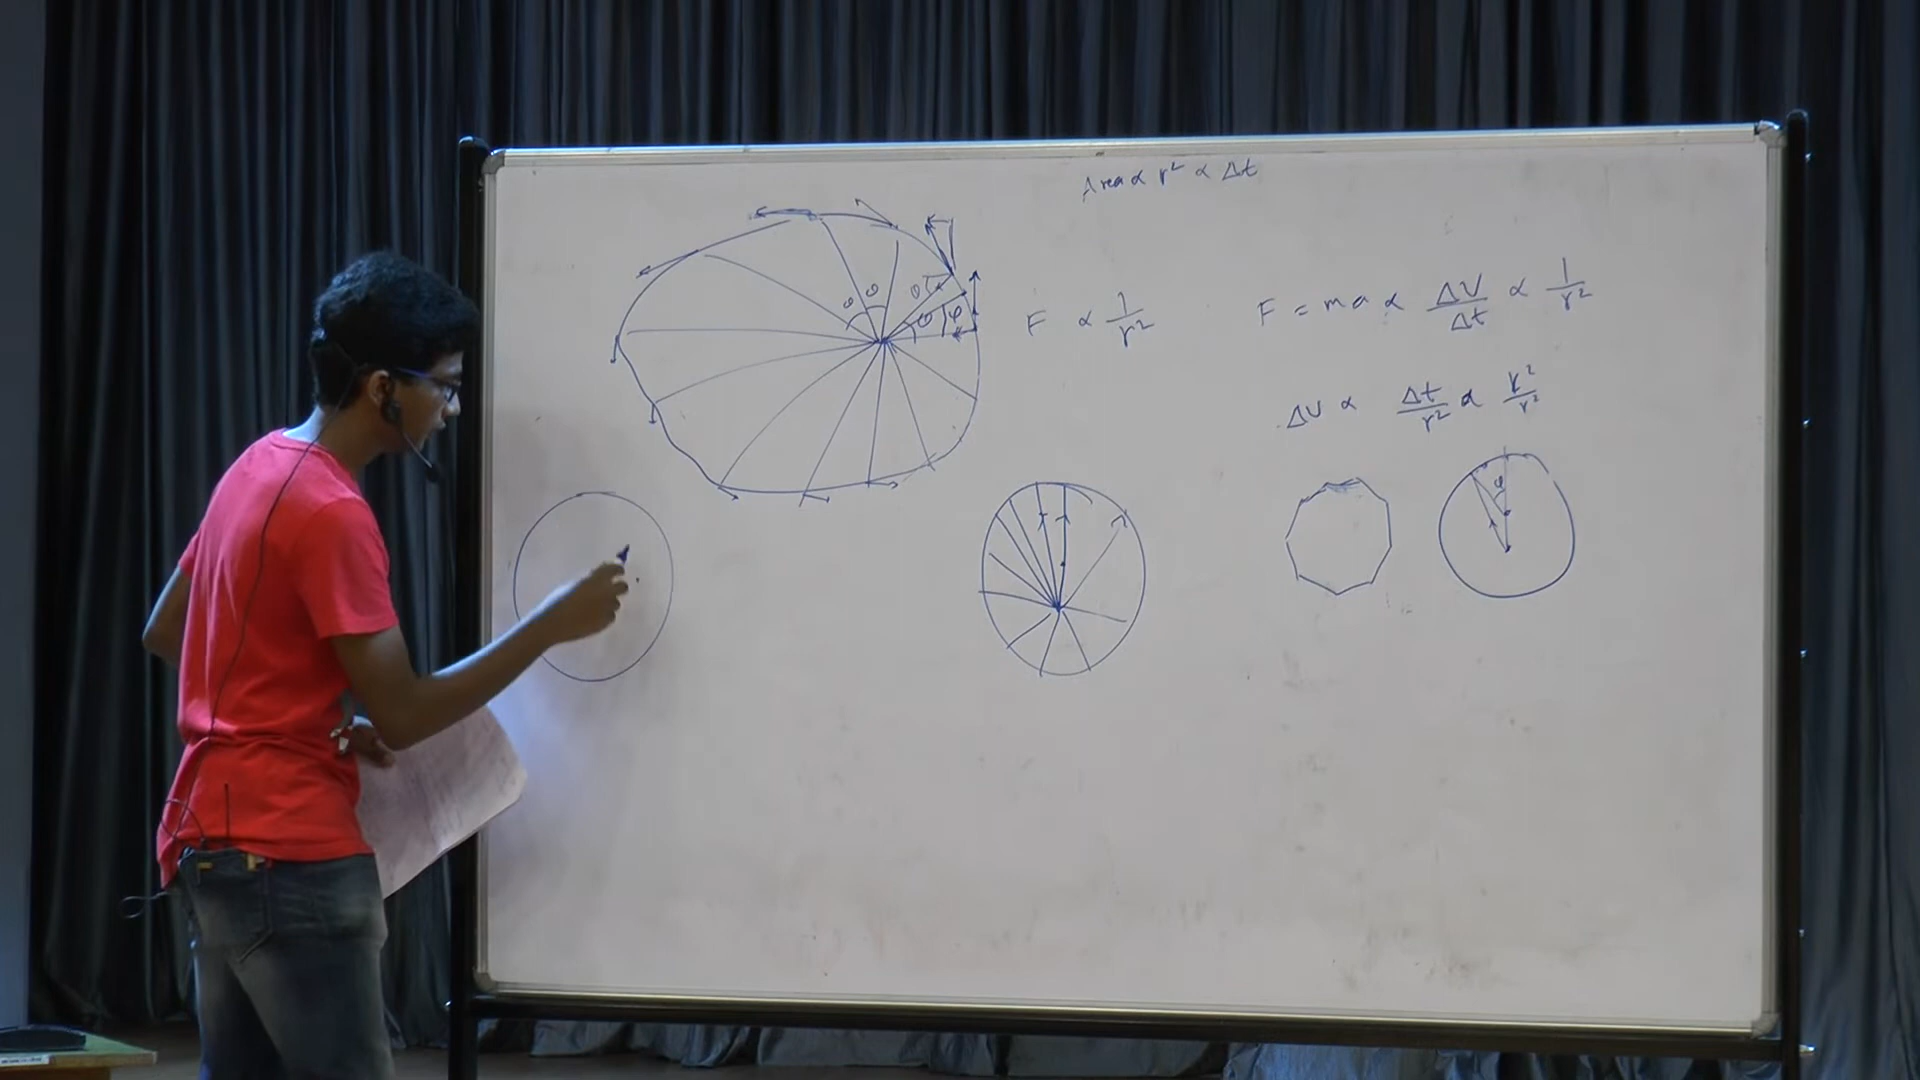 Area ∝ r² ∝ Δt
θ θ θ θ φ
F ∝ 1/r²
F = ma ∝ ΔV/Δt ∝ 1/r²
ΔV ∝ Δt/r² ∝ r²/r²
φ